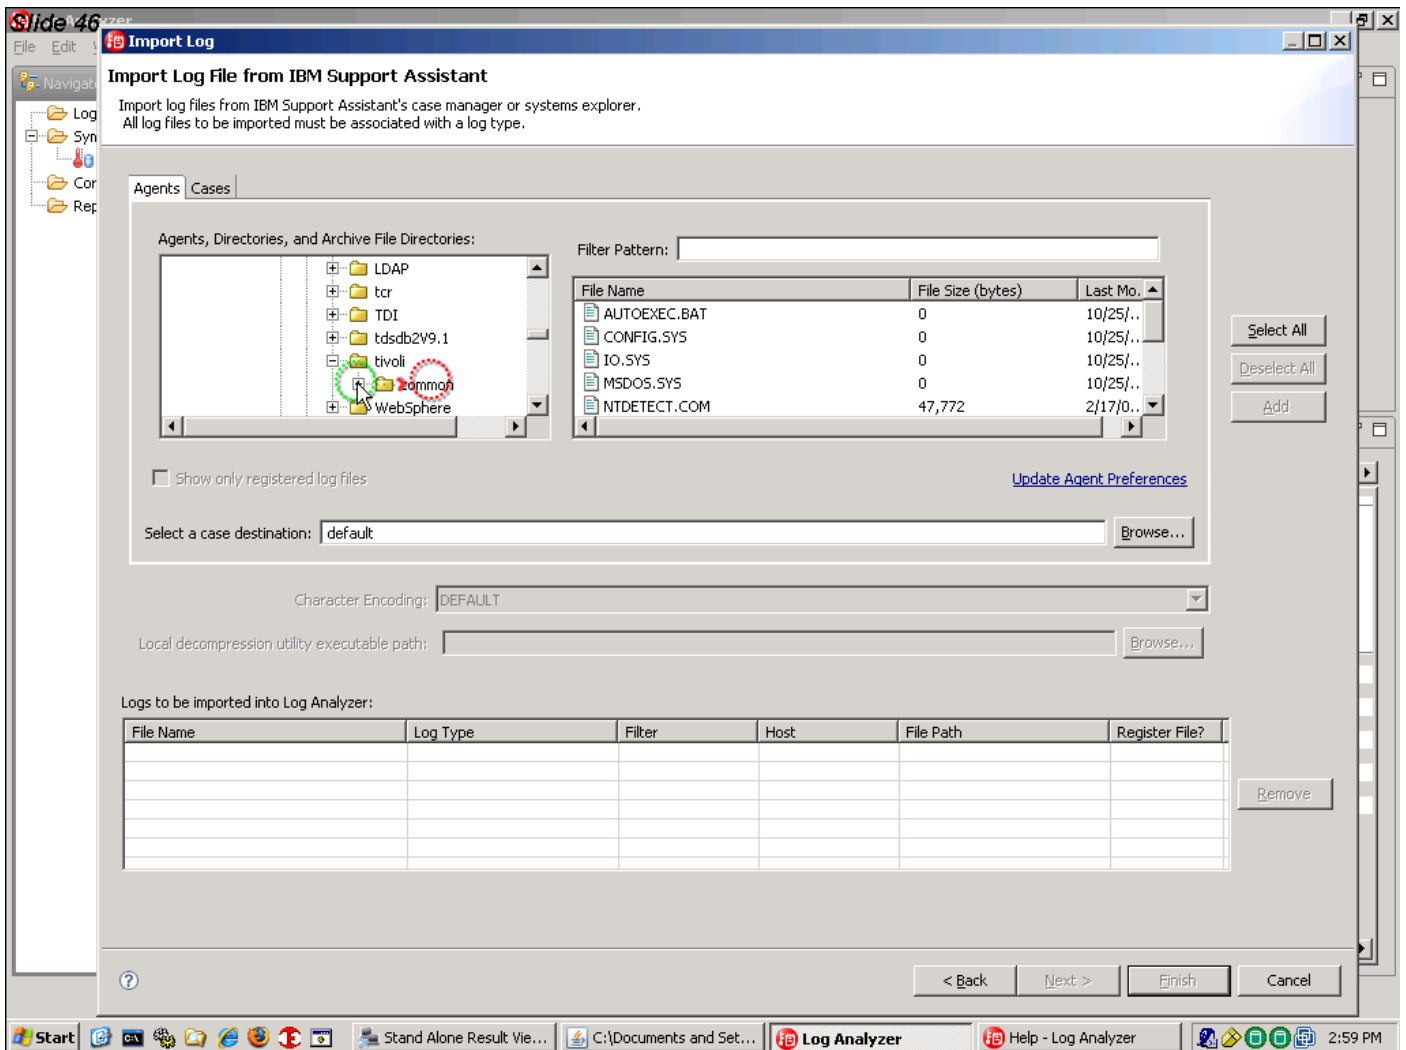 Slide 46
File Edit
Import Log
Import Log File from IBM Support Assistant
Import log files from IBM Support Assistant's case manager or systems explorer.
All log files to be imported must be associated with a log type.
Navigat
Log
Syn
Cor
Rep
Agents Cases
Agents, Directories, and Archive File Directories:
LDAP
tcr
TDI
tdsdb2V9.1
tivoli
common
WebSphere
Filter Pattern:
File Name File Size (bytes) Last Mo.
AUTOEXEC.BAT 0 10/25/..
CONFIG.SYS 0 10/25/..
IO.SYS 0 10/25/..
MSDOS.SYS 0 10/25/..
NTDETECT.COM 47,772 2/17/0..
Select All
Deselect All
Add
Show only registered log files
Update Agent Preferences
Select a case destination: default Browse...
Character Encoding: DEFAULT
Local decompression utility executable path: Browse...
Logs to be imported into Log Analyzer:
File Name Log Type Filter Host File Path Register File?
Remove
< Back Next > Finish Cancel
Start Stand Alone Result Vie... C:\Documents and Set... Log Analyzer Help - Log Analyzer 2:59 PM